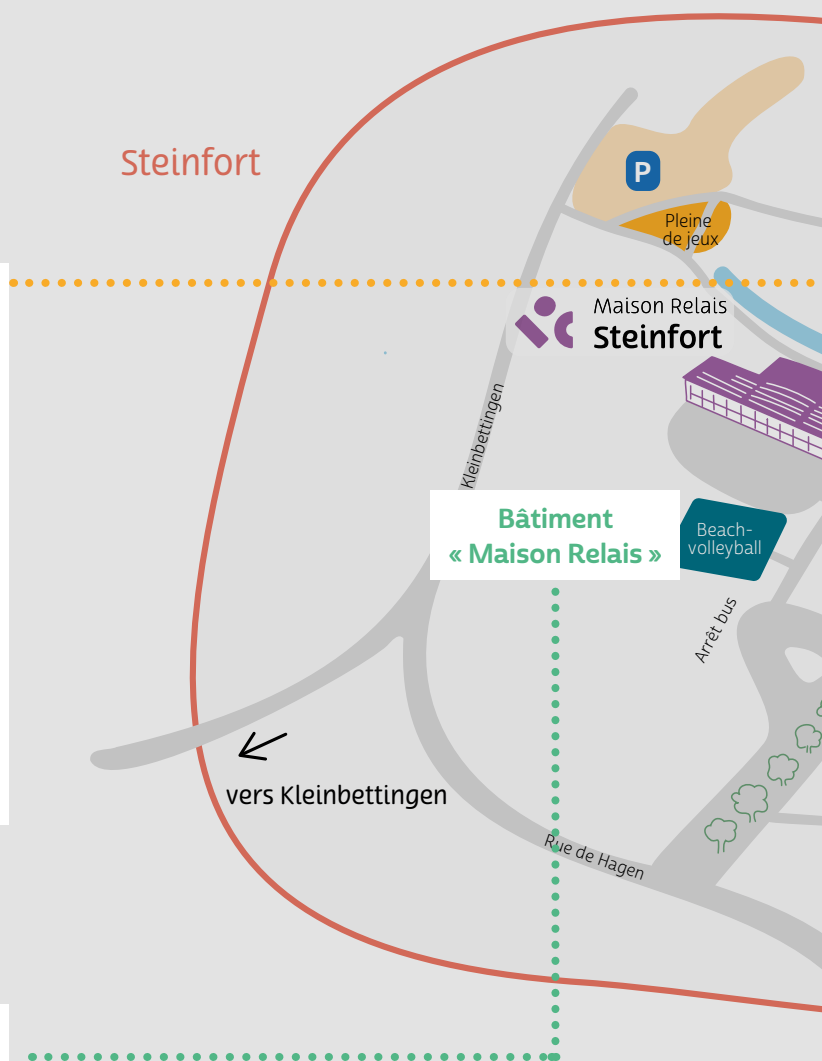 Steinfort
P
Pleine
de jeux
Maison Relais
Steinfort
Kleinbettingen
Bâtiment
« Maison Relais »
Beach-
volleyball
Arrêt bus
vers Kleinbettingen
Rue de Hagen